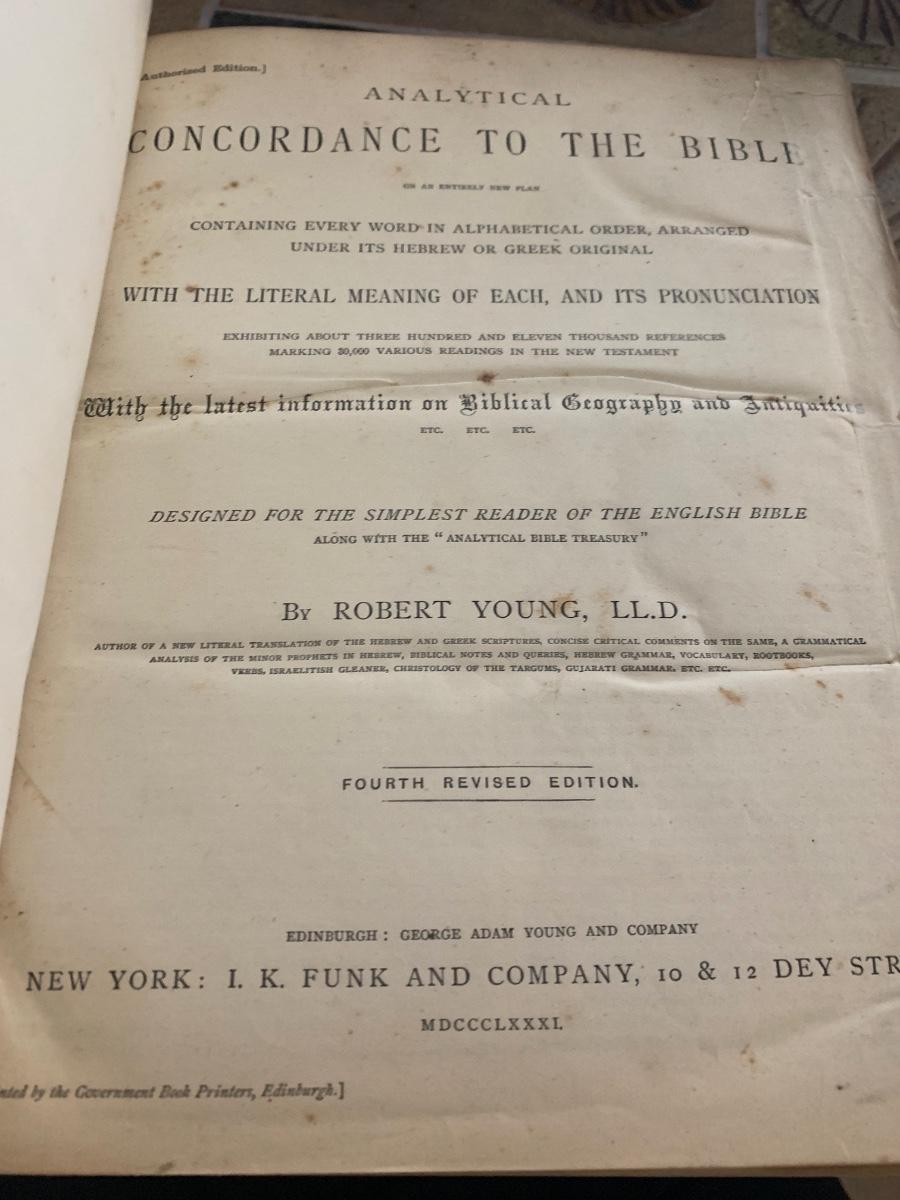 Authorized Edition.]
ANALYTICAL
CONCORDANCE TO THE BIBLE
ON AN ENTIRELY NEW PLAN
CONTAINING EVERY WORD IN ALPHABETICAL ORDER, ARRANGED
UNDER ITS HEBREW OR GREEK ORIGINAL
WITH THE LITERAL MEANING OF EACH, AND ITS PRONUNCIATION
EXHIBITING ABOUT THREE HUNDRED AND ELEVEN THOUSAND REFERENCES
MARKING 30,000 VARIOUS READINGS IN THE NEW TESTAMENT
With the latest information on Biblical Geography and Antiquities
ETC. ETC. ETC.
DESIGNED FOR THE SIMPLEST READER OF THE ENGLISH BIBLE
ALONG WITH THE "ANALYTICAL BIBLE TREASURY"
By ROBERT YOUNG, LL.D.
AUTHOR OF A NEW LITERAL TRANSLATION OF THE HEBREW AND GREEK SCRIPTURES, CONCISE CRITICAL COMMENTS ON THE SAME, A GRAMMATICAL
ANALYSIS OF THE MINOR PROPHETS IN HEBREW, BIBLICAL NOTES AND QUERIES, HEBREW GRAMMAR, VOCABULARY, ROOTBOOKS,
VERBS, ISRAELITISH GLEANER, CHRISTOLOGY OF THE TARGUMS, GUJARATI GRAMMAR, ETC. ETC.
FOURTH REVISED EDITION.
EDINBURGH: GEORGE ADAM YOUNG AND COMPANY
NEW YORK: I. K. FUNK AND COMPANY, 10 & 12 DEY STR
MDCCCLXXXI.
nted by the Government Book Printers, Edinburgh.]